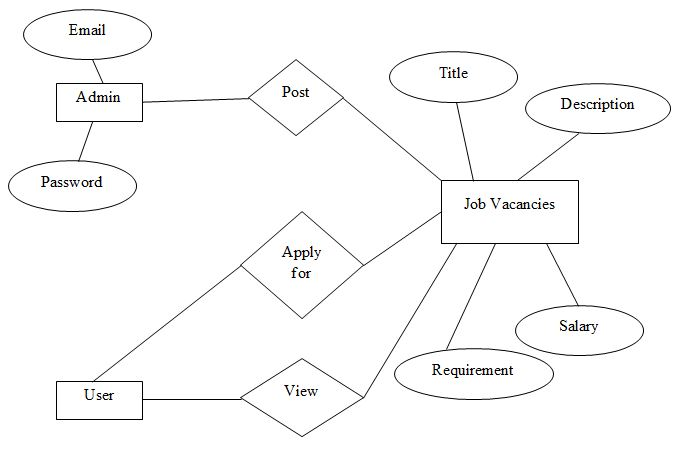 Email
Title
Admin
Post
Description
Password
Job Vacancies
Apply
for
Salary
Requirement
User
View